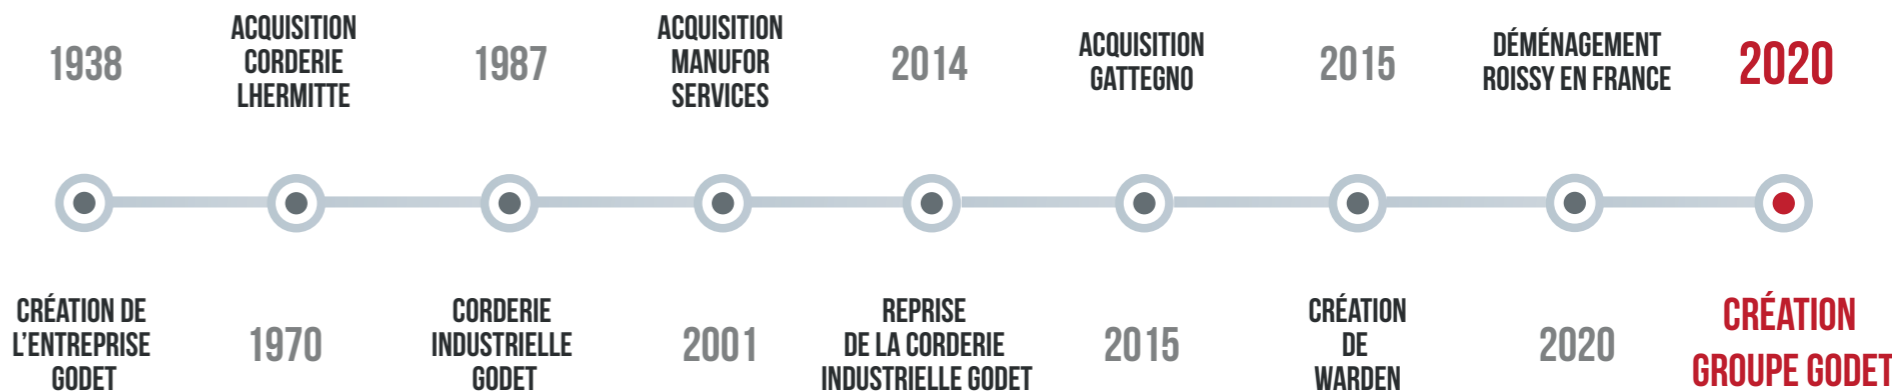 1938
CRÉATION DE
L'ENTREPRISE
GODET
ACQUISITION
CORDERIE
LHERMITTE
1970
1987
CORDERIE
INDUSTRIELLE
GODET
ACQUISITION
MANUFOR
SERVICES
2001
2014
REPRISE
DE LA CORDERIE
INDUSTRIELLE GODET
ACQUISITION
GATTEGNO
2015
2015
CRÉATION
DE
WARDEN
DÉMÉNAGEMENT
ROISSY EN FRANCE
2020
2020
CRÉATION
GROUPE GODET